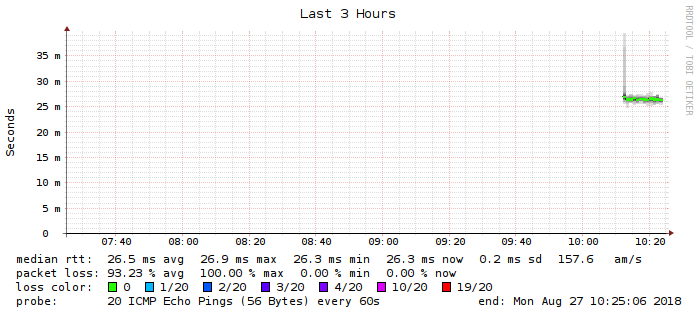 Last 3 Hours
RRDTOOL / TOBI OETIKER
Seconds
35 m
30 m
25 m
20 m
15 m
10 m
5 m
0
07:40 08:00 08:20 08:40 09:00 09:20 09:40 10:00 10:20
median rtt: 26.5 ms avg 26.9 ms max 26.3 ms min 26.3 ms now 0.2 ms sd 157.6 am/s
packet loss: 93.23 % avg 100.00 % max 0.00 % min 0.00 % now
loss color: 0 1/20 2/20 3/20 4/20 10/20 19/20
probe: 20 ICMP Echo Pings (56 Bytes) every 60s end: Mon Aug 27 10:25:06 2018